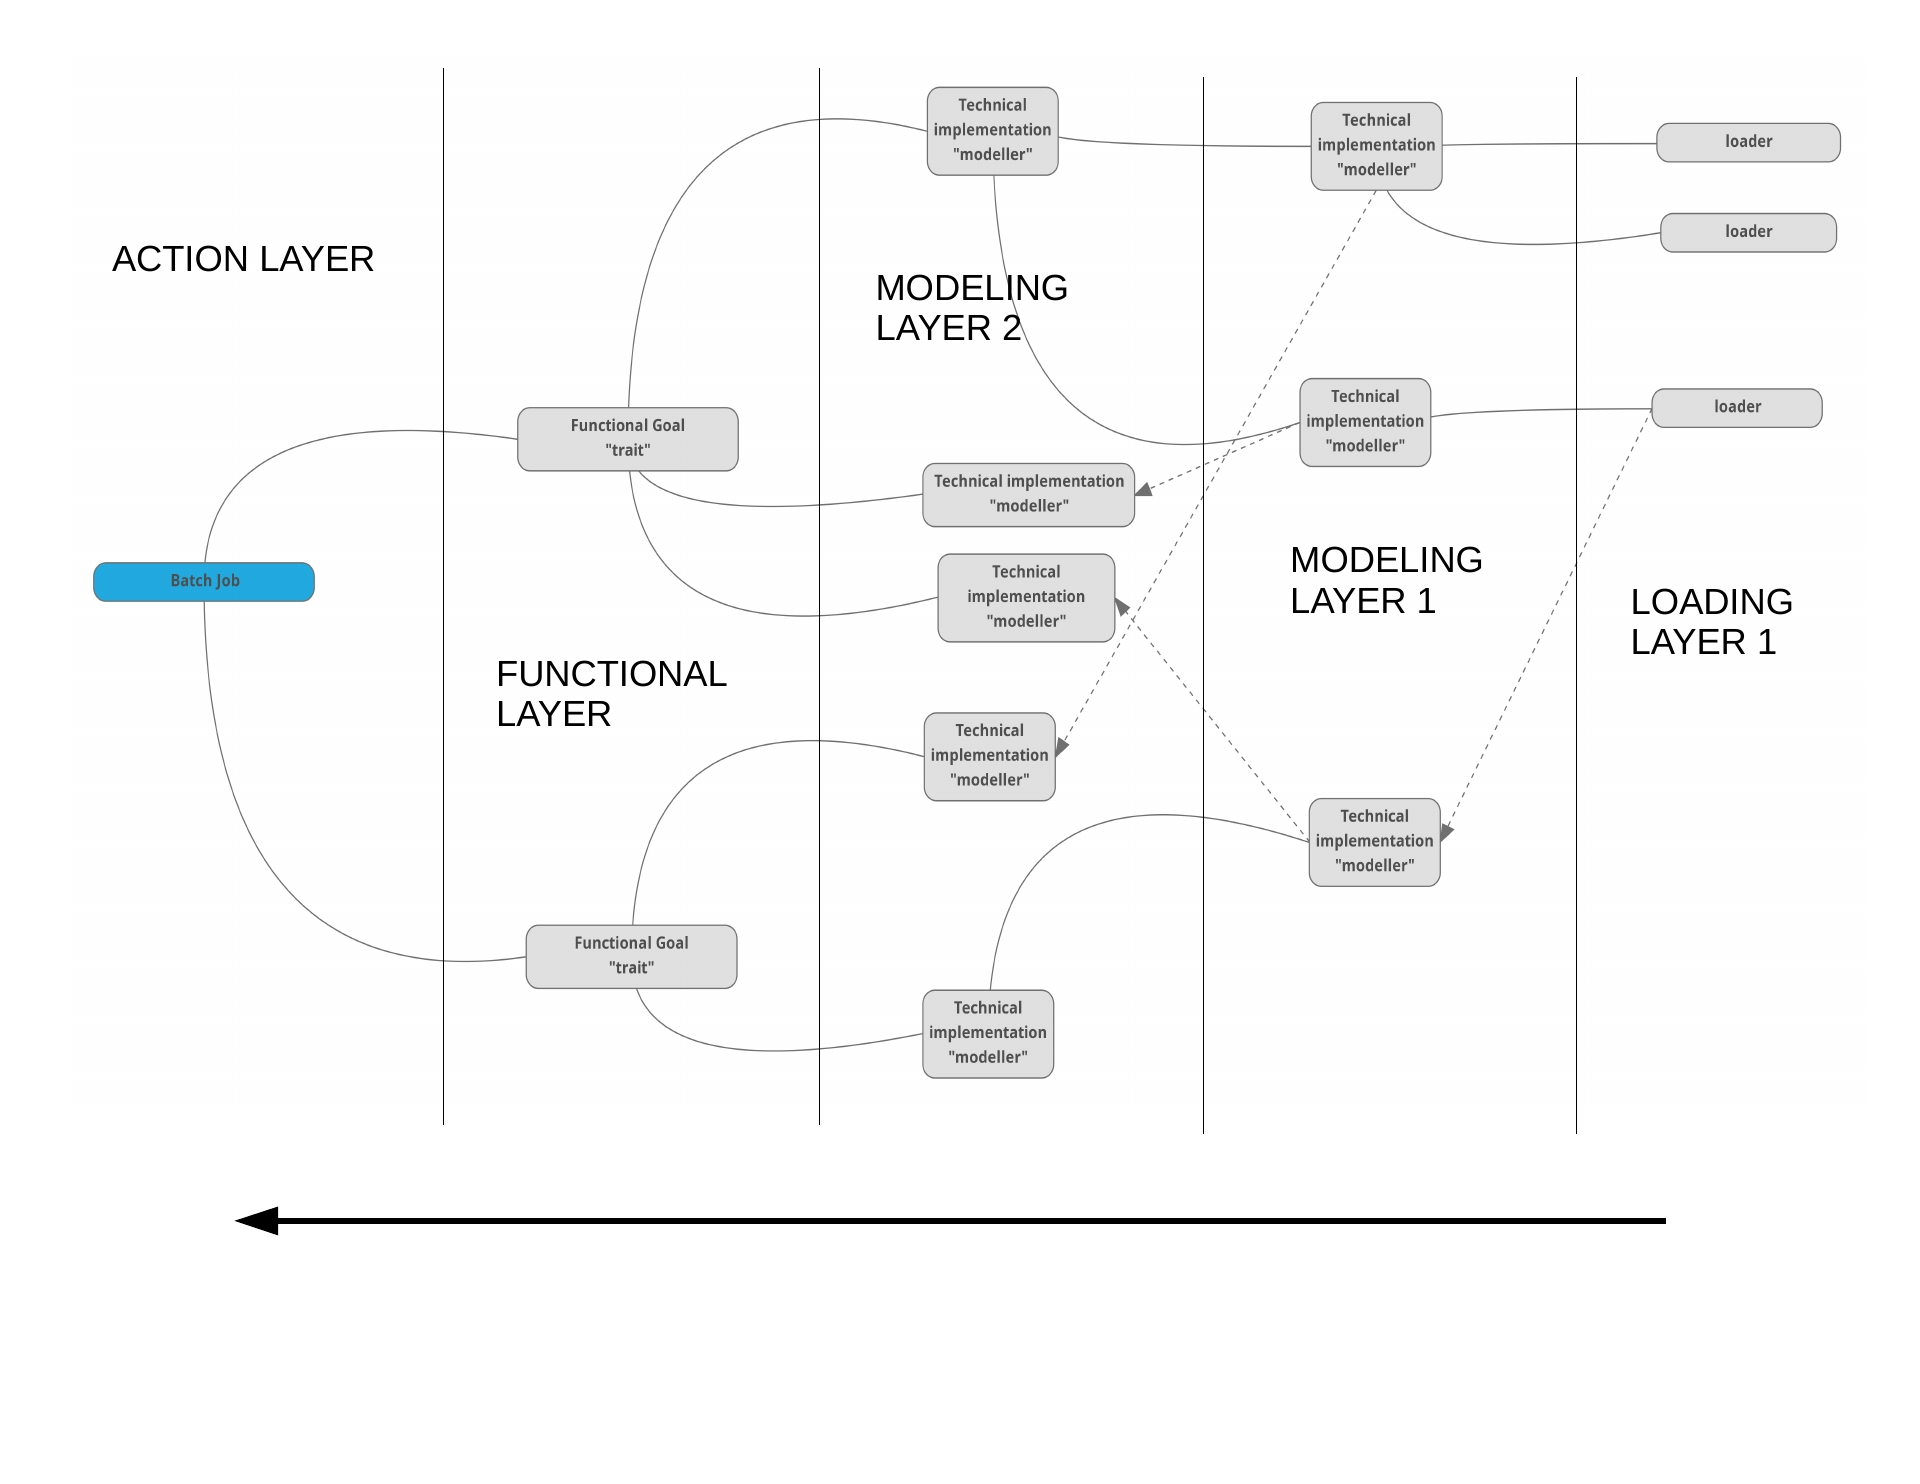 ACTION LAYER
Batch Job
Functional Goal
"trait"
FUNCTIONAL
LAYER
Functional Goal
"trait"
Technical
implementation
"modeller"
MODELING
LAYER 2
Technical implementation
"modeller"
Technical
implementation
"modeller"
Technical
implementation
"modeller"
Technical
implementation
"modeller"
Technical
implementation
"modeller"
Technical
implementation
"modeller"
MODELING
LAYER 1
Technical
implementation
"modeller"
loader
loader
loader
LOADING
LAYER 1